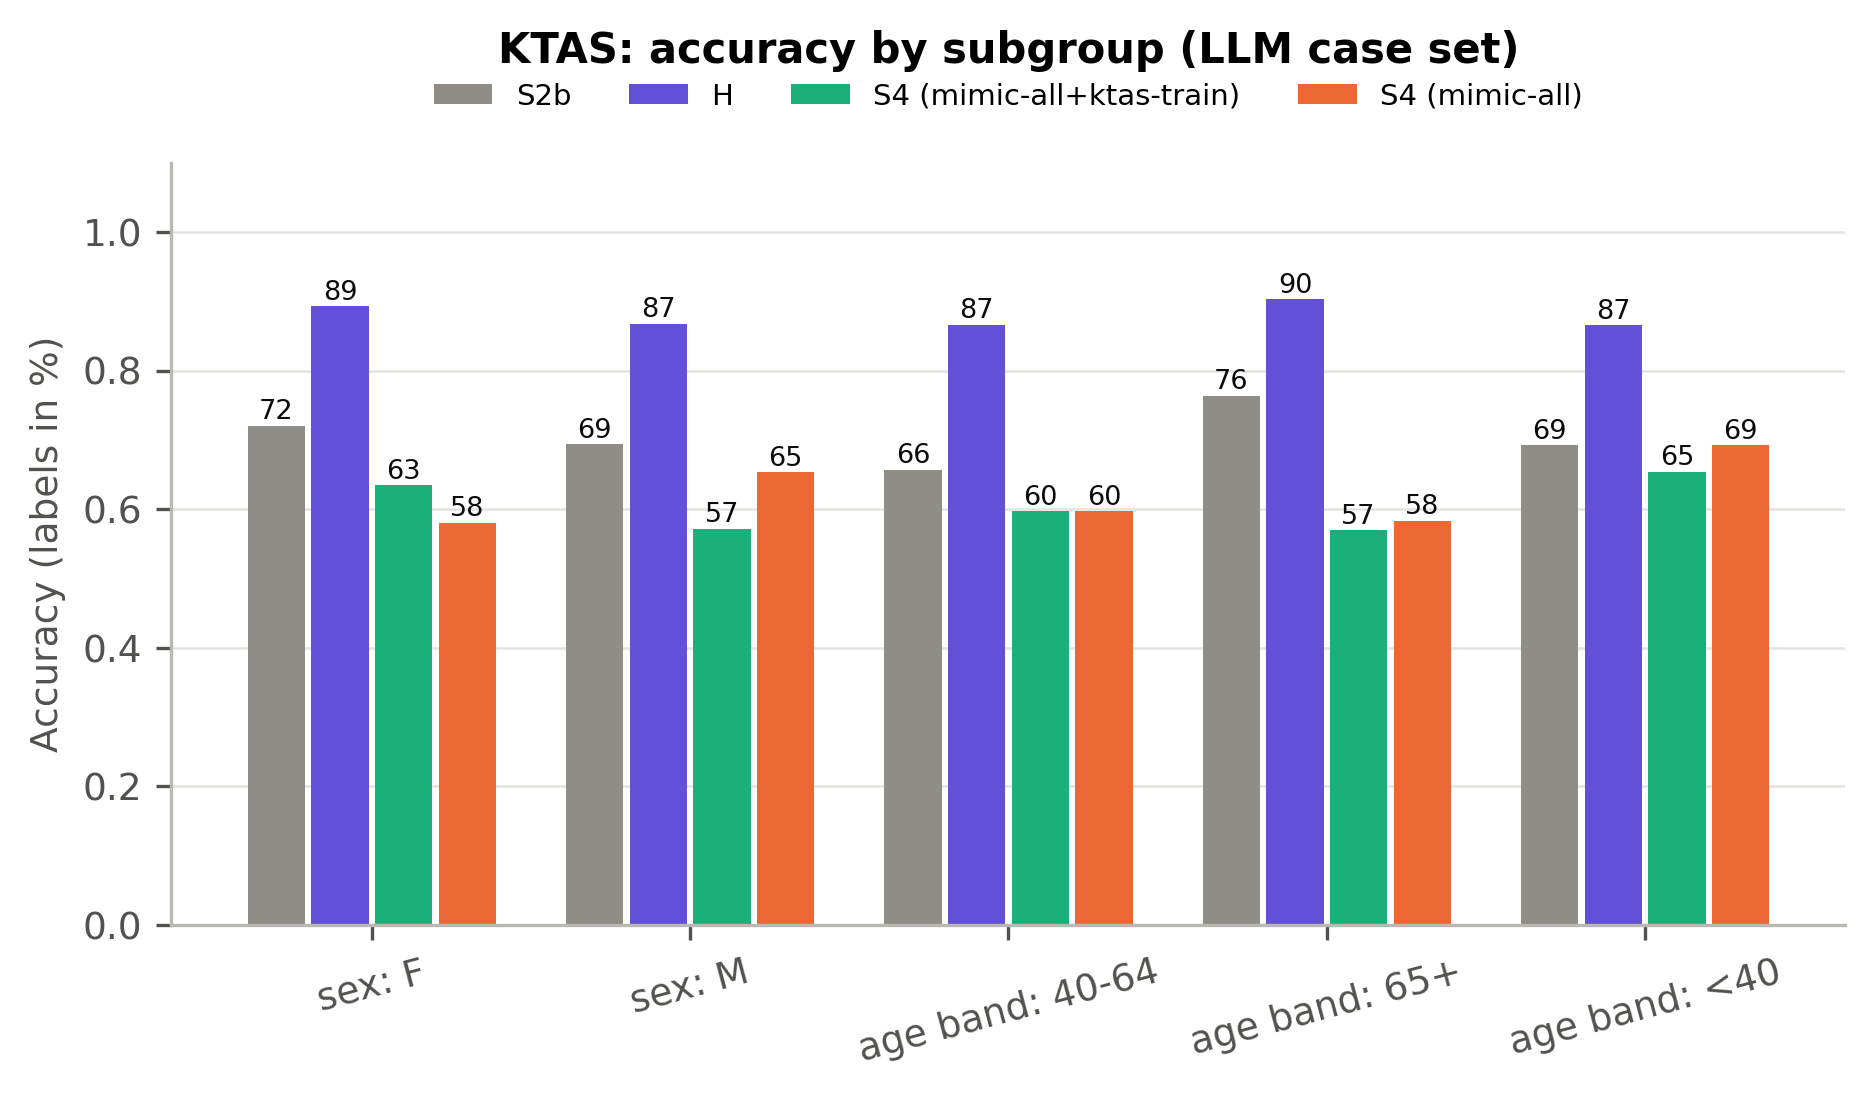 KTAS: accuracy by subgroup (LLM case set)
S2b H S4 (mimic-all+ktas-train) S4 (mimic-all)
Accuracy (labels in %)
1.0
0.8
0.6
0.4
0.2
0.0
72 89 63 58
69 87 57 65
66 87 60 60
76 90 57 58
69 87 65 69
sex: F
sex: M
age band: 40-64
age band: 65+
age band: <40